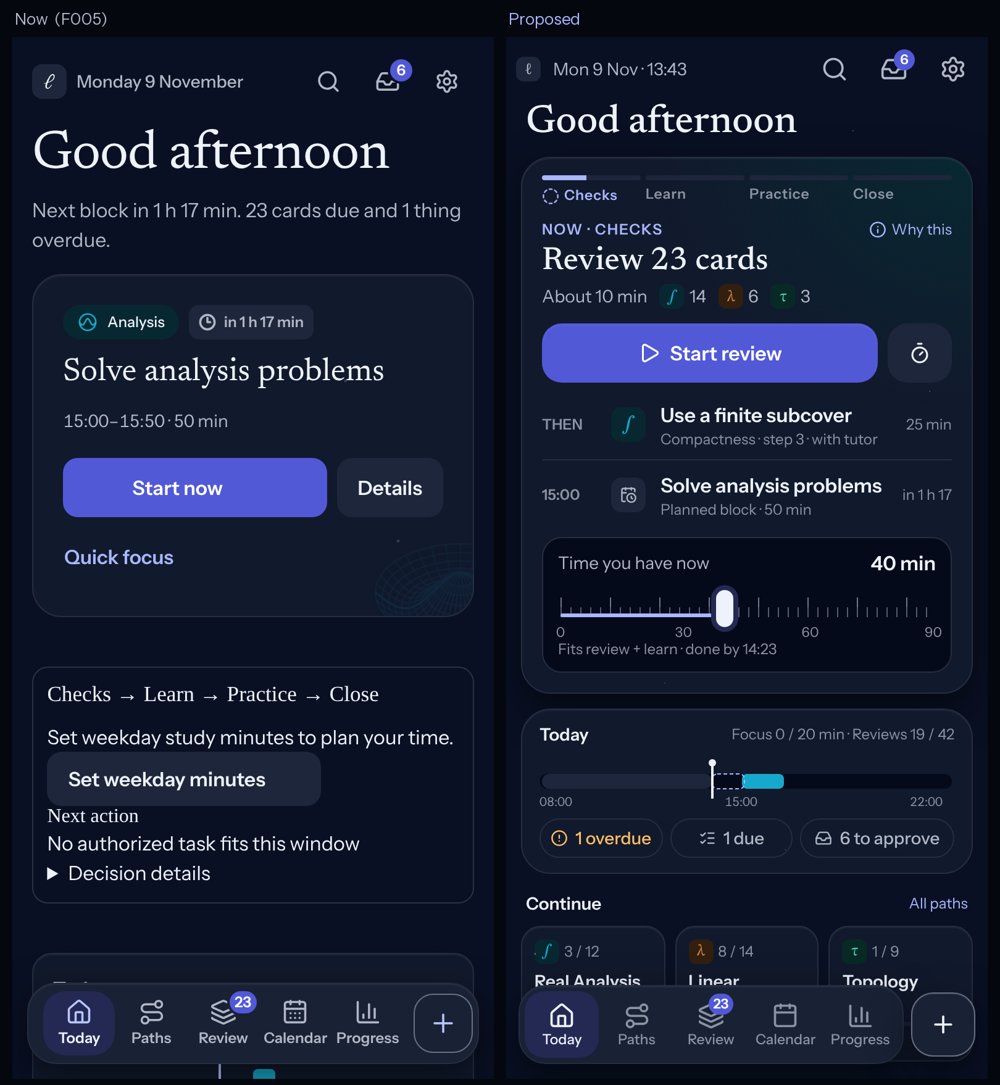 Now (F005)
ℓ Monday 9 November 6
Good afternoon
Next block in 1 h 17 min. 23 cards due and 1 thing
overdue.
Analysis in 1 h 17 min
Solve analysis problems
15:00–15:50 · 50 min
Start now Details
Quick focus
Checks → Learn → Practice → Close
Set weekday study minutes to plan your time.
Set weekday minutes
Next action
No authorized task fits this window
▶ Decision details
23
Today Paths Review Calendar Progress +
Proposed
ℓ Mon 9 Nov · 13:43 6
Good afternoon
Checks Learn Practice Close
NOW · CHECKS Why this
Review 23 cards
About 10 min ∫ 14 λ 6 τ 3
Start review
THEN ∫ Use a finite subcover 25 min
Compactness · step 3 · with tutor
15:00 Solve analysis problems in 1 h 17
Planned block · 50 min
Time you have now 40 min
0 30 60 90
Fits review + learn · done by 14:23
Today Focus 0 / 20 min · Reviews 19 / 42
08:00 15:00 22:00
1 overdue 1 due 6 to approve
Continue All paths
∫ 3 / 12 λ 8 / 14 τ 1 / 9
Real Analysis Linear Topology
23
Today Paths Review Calendar Progress +